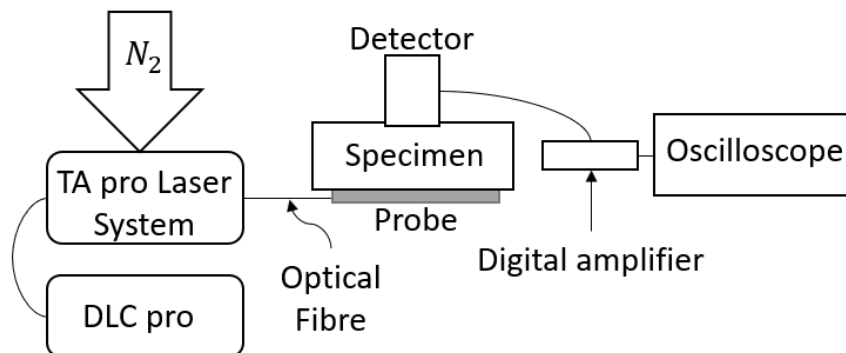 N₂
Detector
TA pro Laser
System
Specimen
Oscilloscope
Probe
Optical
Fibre
Digital amplifier
DLC pro